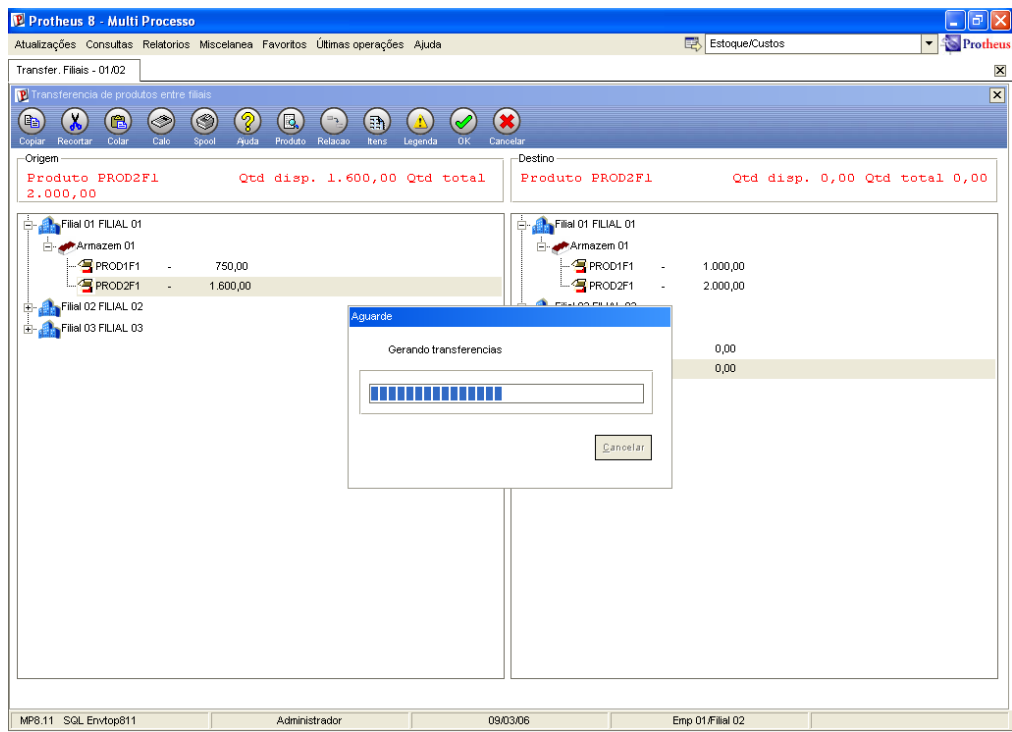 Protheus 8 - Multi Processo
Atualizações Consultas Relatorios Miscelanea Favoritos Últimas operações Ajuda
Estoque/Custos
Protheus
Transfer. Filiais - 01/02
Transferencia de produtos entre filiais
Copiar Recortar Colar Calc Spool Ajuda Produto Relacao Itens Legenda OK Cancelar
Origem
Produto PROD2F1 Qtd disp. 1.600,00 Qtd total
2.000,00
Destino
Produto PROD2F1 Qtd disp. 0,00 Qtd total 0,00
Filial 01 FILIAL 01
Armazem 01
PROD1F1 - 750,00
PROD2F1 - 1.600,00
Filial 02 FILIAL 02
Filial 03 FILIAL 03
Filial 01 FILIAL 01
Armazem 01
PROD1F1 - 1.000,00
PROD2F1 - 2.000,00
Filial 02 FILIAL 02
0,00
0,00
Aguarde
Gerando transferencias
Cancelar
MP8.11 SQL Envtop811 Administrador 09/03/06 Emp 01/Filial 02